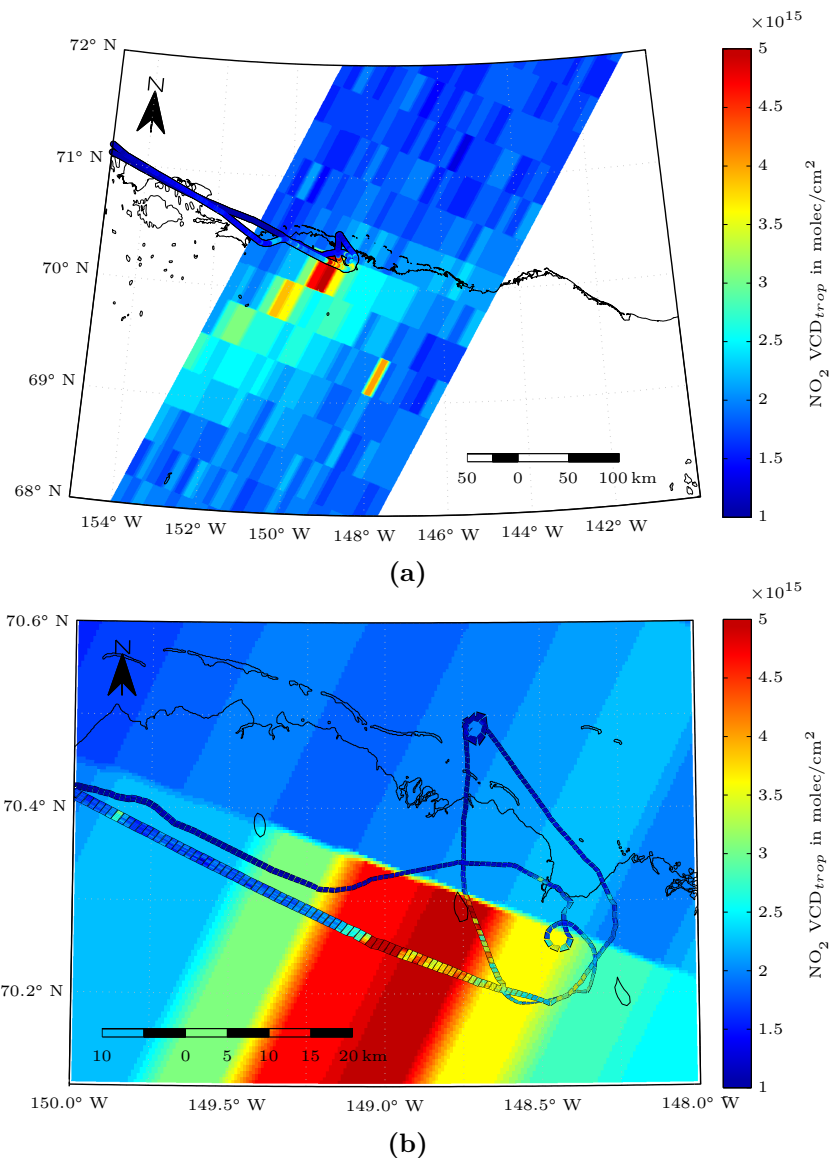 ×10¹⁵
72° N
N
5
4.5
71° N
4
3.5
70° N
3
2.5
69° N
2
1.5
50 0 50 100 km
68° N
1
154° W 152° W 150° W 148° W 146° W 144° W 142° W
NO₂ VCD_trop in molec/cm²
(a)
×10¹⁵
70.6° N
N
5
4.5
4
70.4° N
3.5
3
2.5
70.2° N
2
1.5
10 0 5 10 15 20 km
1
150.0° W 149.5° W 149.0° W 148.5° W 148.0° W
NO₂ VCD_trop in molec/cm²
(b)